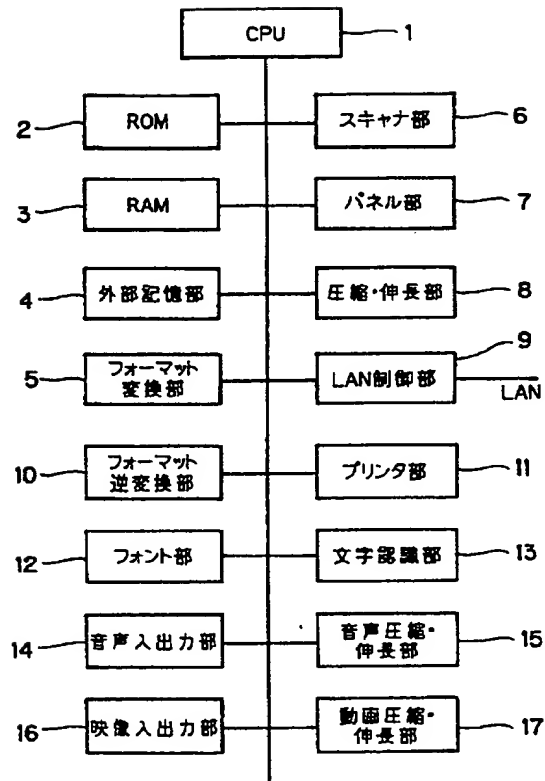 CPU 1
2 ROM スキャナ部 6
3 RAM パネル部 7
4 外部記憶部 圧縮・伸長部 8
5 フォーマット
変換部 LAN制御部 9
LAN
10 フォーマット
逆変換部 プリンタ部 11
12 フォント部 文字認識部 13
14 音声入出力部 音声圧縮・
伸長部 15
16 映像入出力部 動画圧縮・
伸長部 17